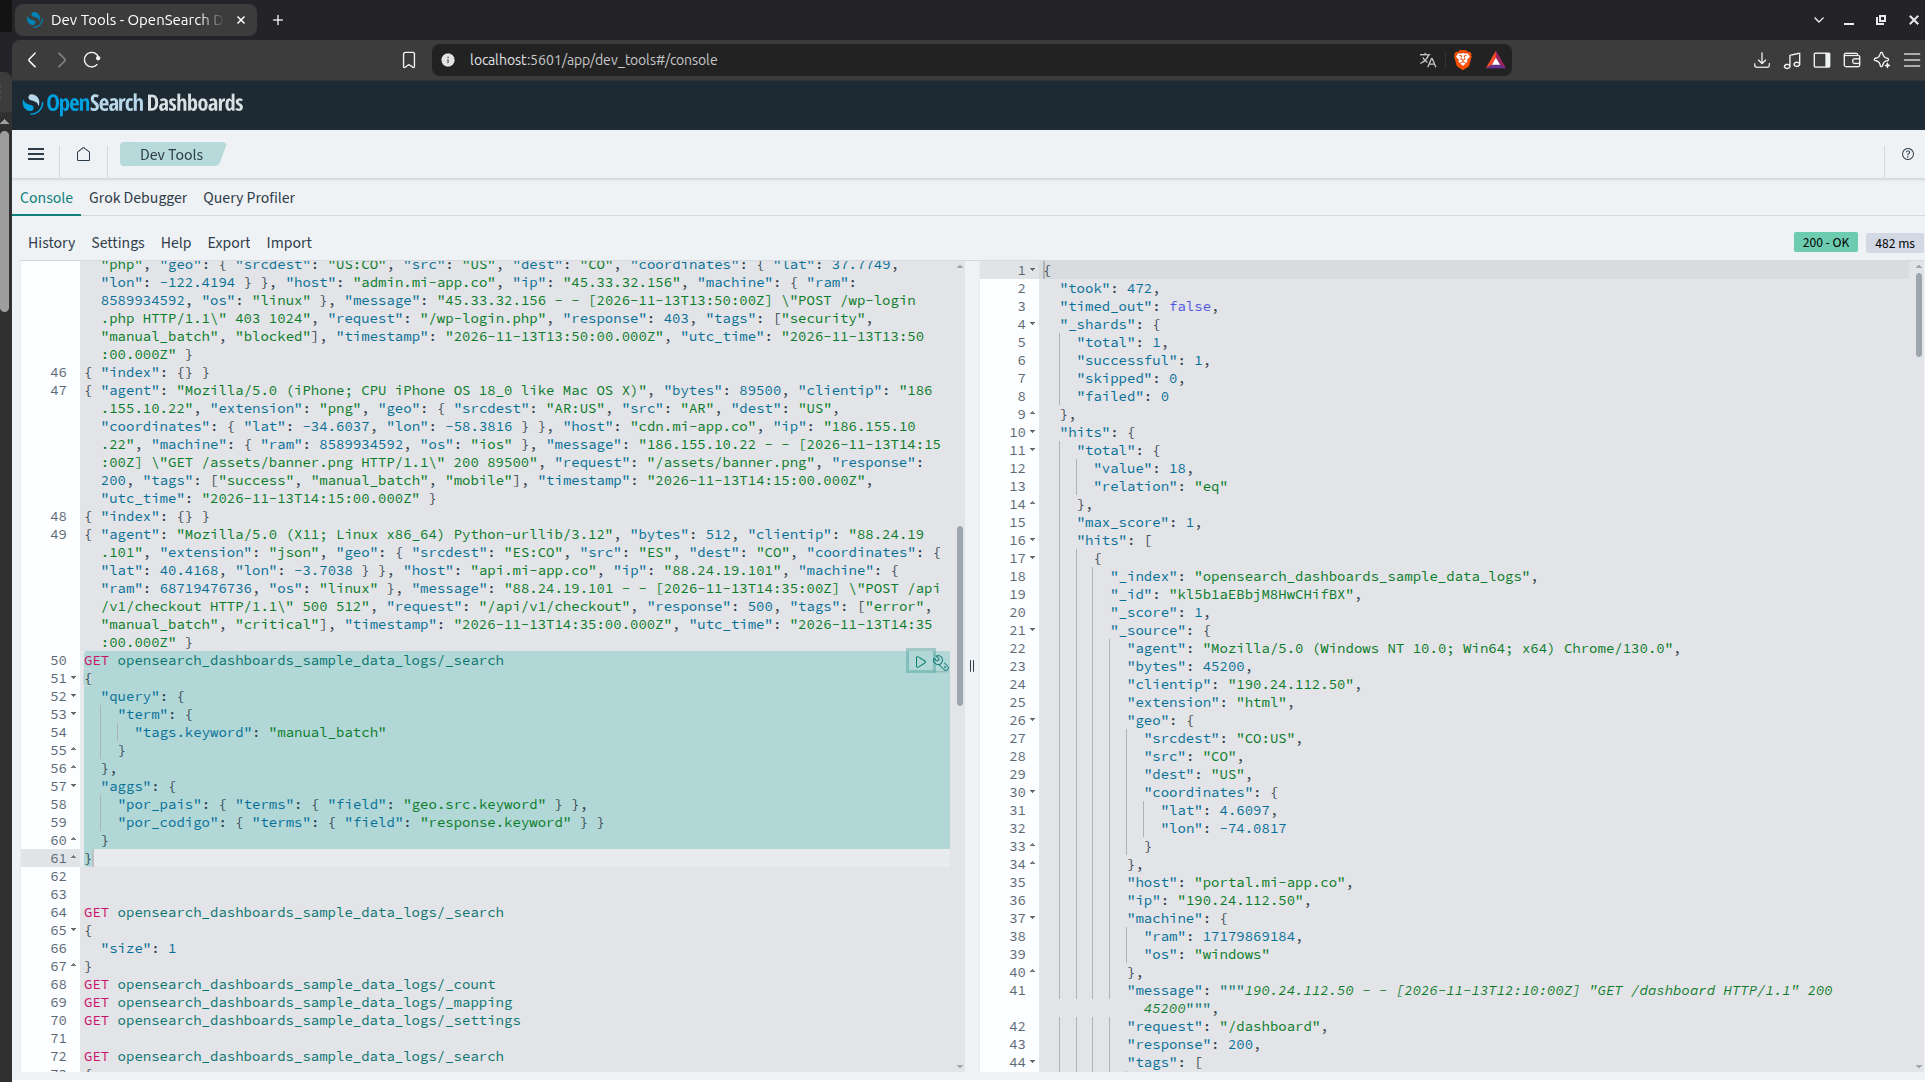 Dev Tools - OpenSearch D
localhost:5601/app/dev_tools#/console
OpenSearch Dashboards
Dev Tools
Console Grok Debugger Query Profiler
History Settings Help Export Import
200 - OK 482 ms
"php", "geo": { "srcdest": "US:CO", "src": "US", "dest": "CO", "coordinates": { "lat": 37.7749,
"lon": -122.4194 } }, "host": "admin.mi-app.co", "ip": "45.33.32.156", "machine": { "ram":
8589934592, "os": "linux" }, "message": "45.33.32.156 - - [2026-11-13T13:50:00Z] \"POST /wp-login
.php HTTP/1.1\" 403 1024", "request": "/wp-login.php", "response": 403, "tags": ["security",
"manual_batch", "blocked"], "timestamp": "2026-11-13T13:50:00.000Z", "utc_time": "2026-11-13T13:50
:00.000Z" }
46 { "index": {} }
47 { "agent": "Mozilla/5.0 (iPhone; CPU iPhone OS 18_0 like Mac OS X)", "bytes": 89500, "clientip": "186
.155.10.22", "extension": "png", "geo": { "srcdest": "AR:US", "src": "AR", "dest": "US",
"coordinates": { "lat": -34.6037, "lon": -58.3816 } }, "host": "cdn.mi-app.co", "ip": "186.155.10
.22", "machine": { "ram": 8589934592, "os": "ios" }, "message": "186.155.10.22 - - [2026-11-13T14:15
:00Z] \"GET /assets/banner.png HTTP/1.1\" 200 89500", "request": "/assets/banner.png", "response":
200, "tags": ["success", "manual_batch", "mobile"], "timestamp": "2026-11-13T14:15:00.000Z",
"utc_time": "2026-11-13T14:15:00.000Z" }
48 { "index": {} }
49 { "agent": "Mozilla/5.0 (X11; Linux x86_64) Python-urllib/3.12", "bytes": 512, "clientip": "88.24.19
.101", "extension": "json", "geo": { "srcdest": "ES:CO", "src": "ES", "dest": "CO", "coordinates": {
"lat": 40.4168, "lon": -3.7038 } }, "host": "api.mi-app.co", "ip": "88.24.19.101", "machine": {
"ram": 68719476736, "os": "linux" }, "message": "88.24.19.101 - - [2026-11-13T14:35:00Z] \"POST /api
/v1/checkout HTTP/1.1\" 500 512", "request": "/api/v1/checkout", "response": 500, "tags": ["error",
"manual_batch", "critical"], "timestamp": "2026-11-13T14:35:00.000Z", "utc_time": "2026-11-13T14:35
:00.000Z" }
50 GET opensearch_dashboards_sample_data_logs/_search
51 {
52 "query": {
53 "term": {
54 "tags.keyword": "manual_batch"
55 }
56 },
57 "aggs": {
58 "por_pais": { "terms": { "field": "geo.src.keyword" } },
59 "por_codigo": { "terms": { "field": "response.keyword" } }
60 }
61 }
62
63
64 GET opensearch_dashboards_sample_data_logs/_search
65 {
66 "size": 1
67 }
68 GET opensearch_dashboards_sample_data_logs/_count
69 GET opensearch_dashboards_sample_data_logs/_mapping
70 GET opensearch_dashboards_sample_data_logs/_settings
71
72 GET opensearch_dashboards_sample_data_logs/_search
1 {
2 "took": 472,
3 "timed_out": false,
4 "_shards": {
5 "total": 1,
6 "successful": 1,
7 "skipped": 0,
8 "failed": 0
9 },
10 "hits": {
11 "total": {
12 "value": 18,
13 "relation": "eq"
14 },
15 "max_score": 1,
16 "hits": [
17 {
18 "_index": "opensearch_dashboards_sample_data_logs",
19 "_id": "kl5b1aEBbjM8HwCHifBX",
20 "_score": 1,
21 "_source": {
22 "agent": "Mozilla/5.0 (Windows NT 10.0; Win64; x64) Chrome/130.0",
23 "bytes": 45200,
24 "clientip": "190.24.112.50",
25 "extension": "html",
26 "geo": {
27 "srcdest": "CO:US",
28 "src": "CO",
29 "dest": "US",
30 "coordinates": {
31 "lat": 4.6097,
32 "lon": -74.0817
33 }
34 },
35 "host": "portal.mi-app.co",
36 "ip": "190.24.112.50",
37 "machine": {
38 "ram": 17179869184,
39 "os": "windows"
40 },
41 "message": """190.24.112.50 - - [2026-11-13T12:10:00Z] "GET /dashboard HTTP/1.1" 200
45200""",
42 "request": "/dashboard",
43 "response": 200,
44 "tags": [